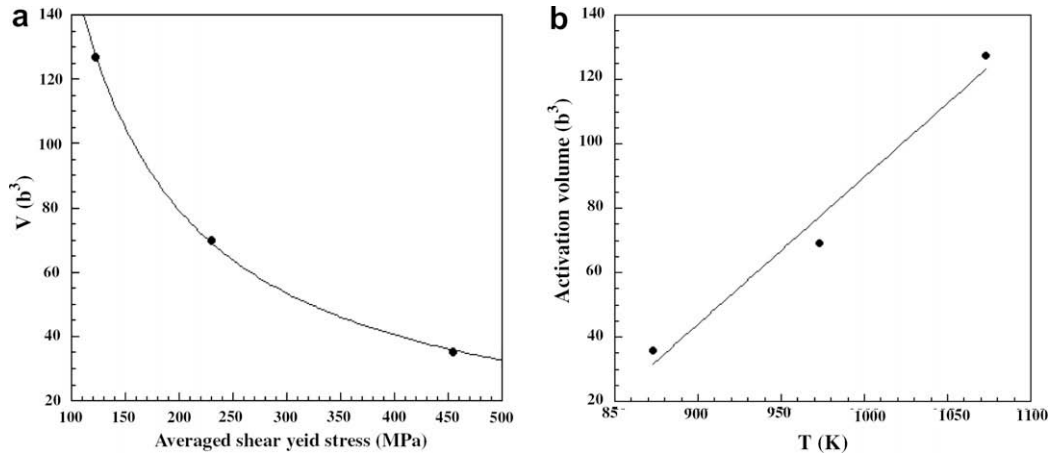 a
140
120
100
80
60
40
20
V (b³)
100 150 200 250 300 350 400 450 500
Averaged shear yeid stress (MPa)
b
140
120
100
80
60
40
20
Activation volume (b³)
85 900 950 1000 1050 1100
T (K)